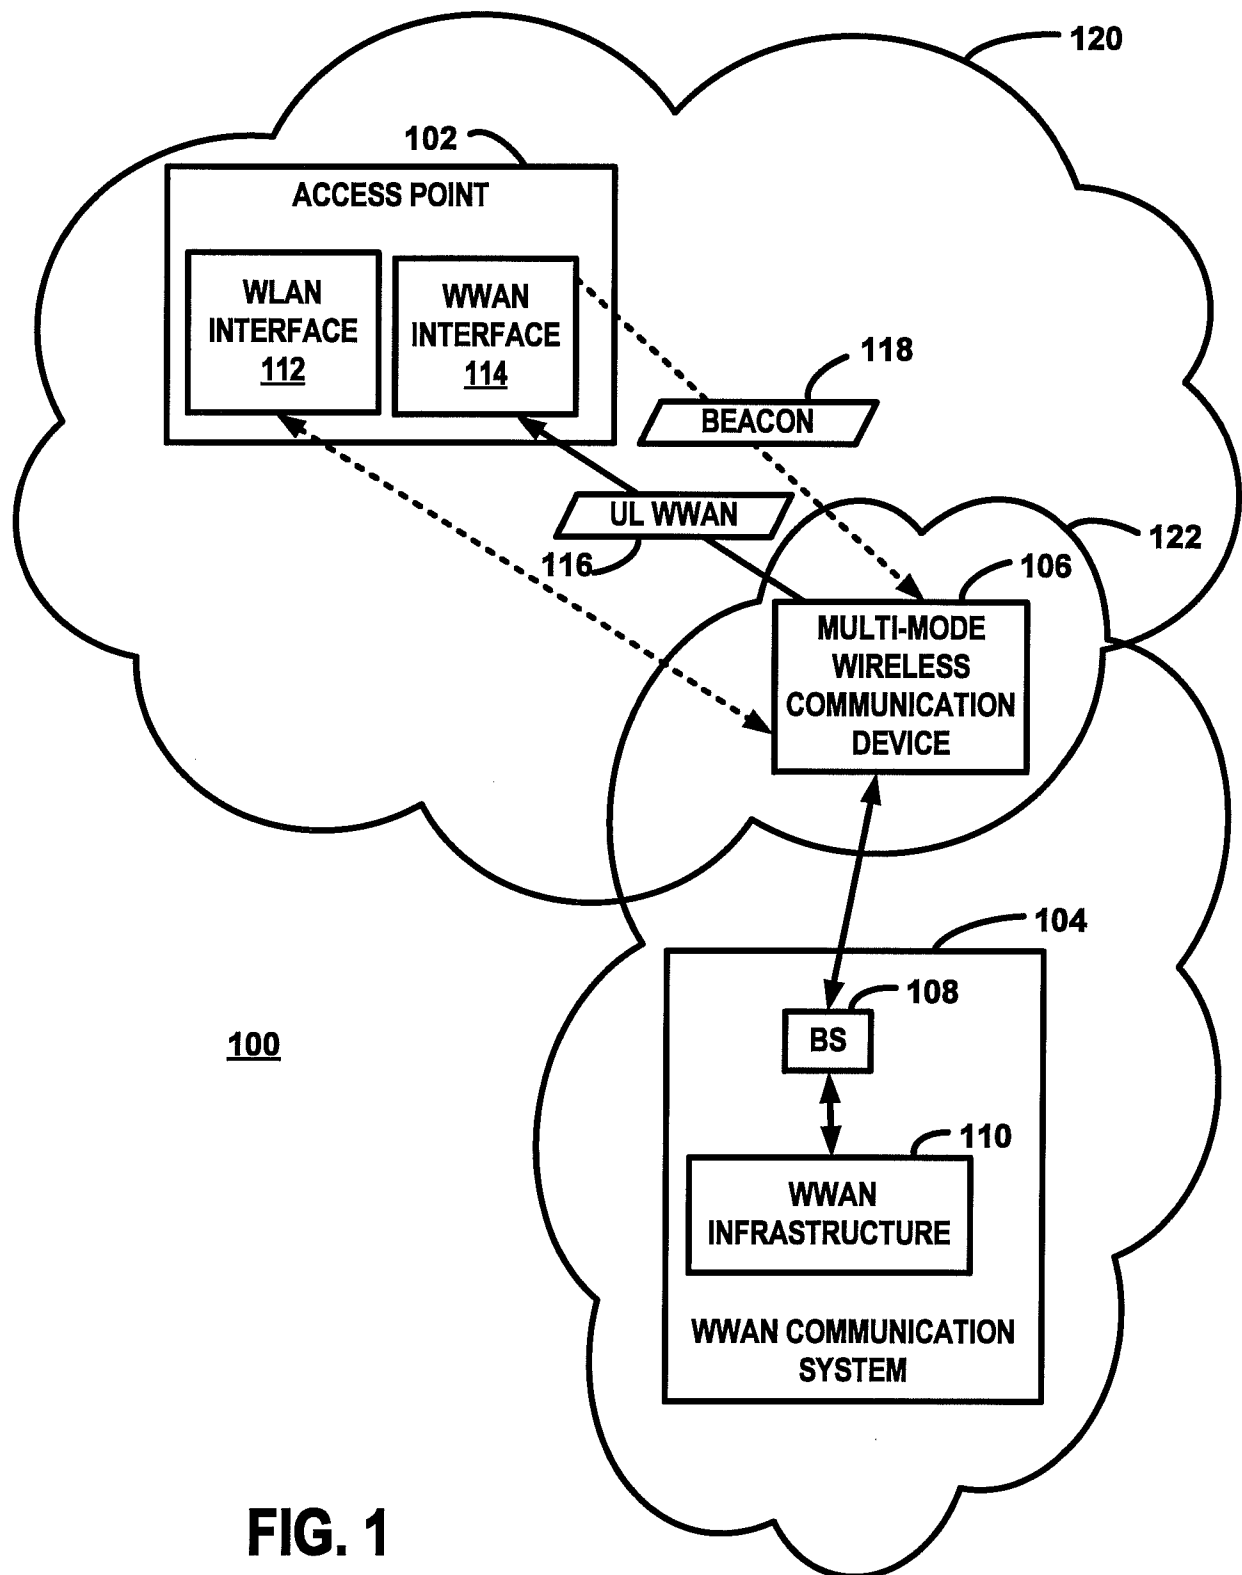 120
102
ACCESS POINT
WLAN
INTERFACE
112
WWAN
INTERFACE
114
118
BEACON
UL WWAN
116
122
106
MULTI-MODE
WIRELESS
COMMUNICATION
DEVICE
104
108
BS
100
110
WWAN
INFRASTRUCTURE
WWAN COMMUNICATION
SYSTEM
FIG. 1